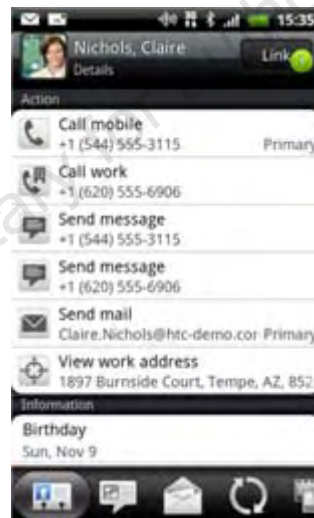 15:35
Nichols, Claire
Details
Link
Action
Call mobile
+1 (544) 555-3115 Primary
Call work
+1 (620) 555-6906
Send message
+1 (544) 555-3115
Send message
+1 (620) 555-6906
Send mail
Claire.Nichols@htc-demo.cor Primary
View work address
1897 Burnside Court, Tempe, AZ, 852
Information
Birthday
Sun, Nov 9